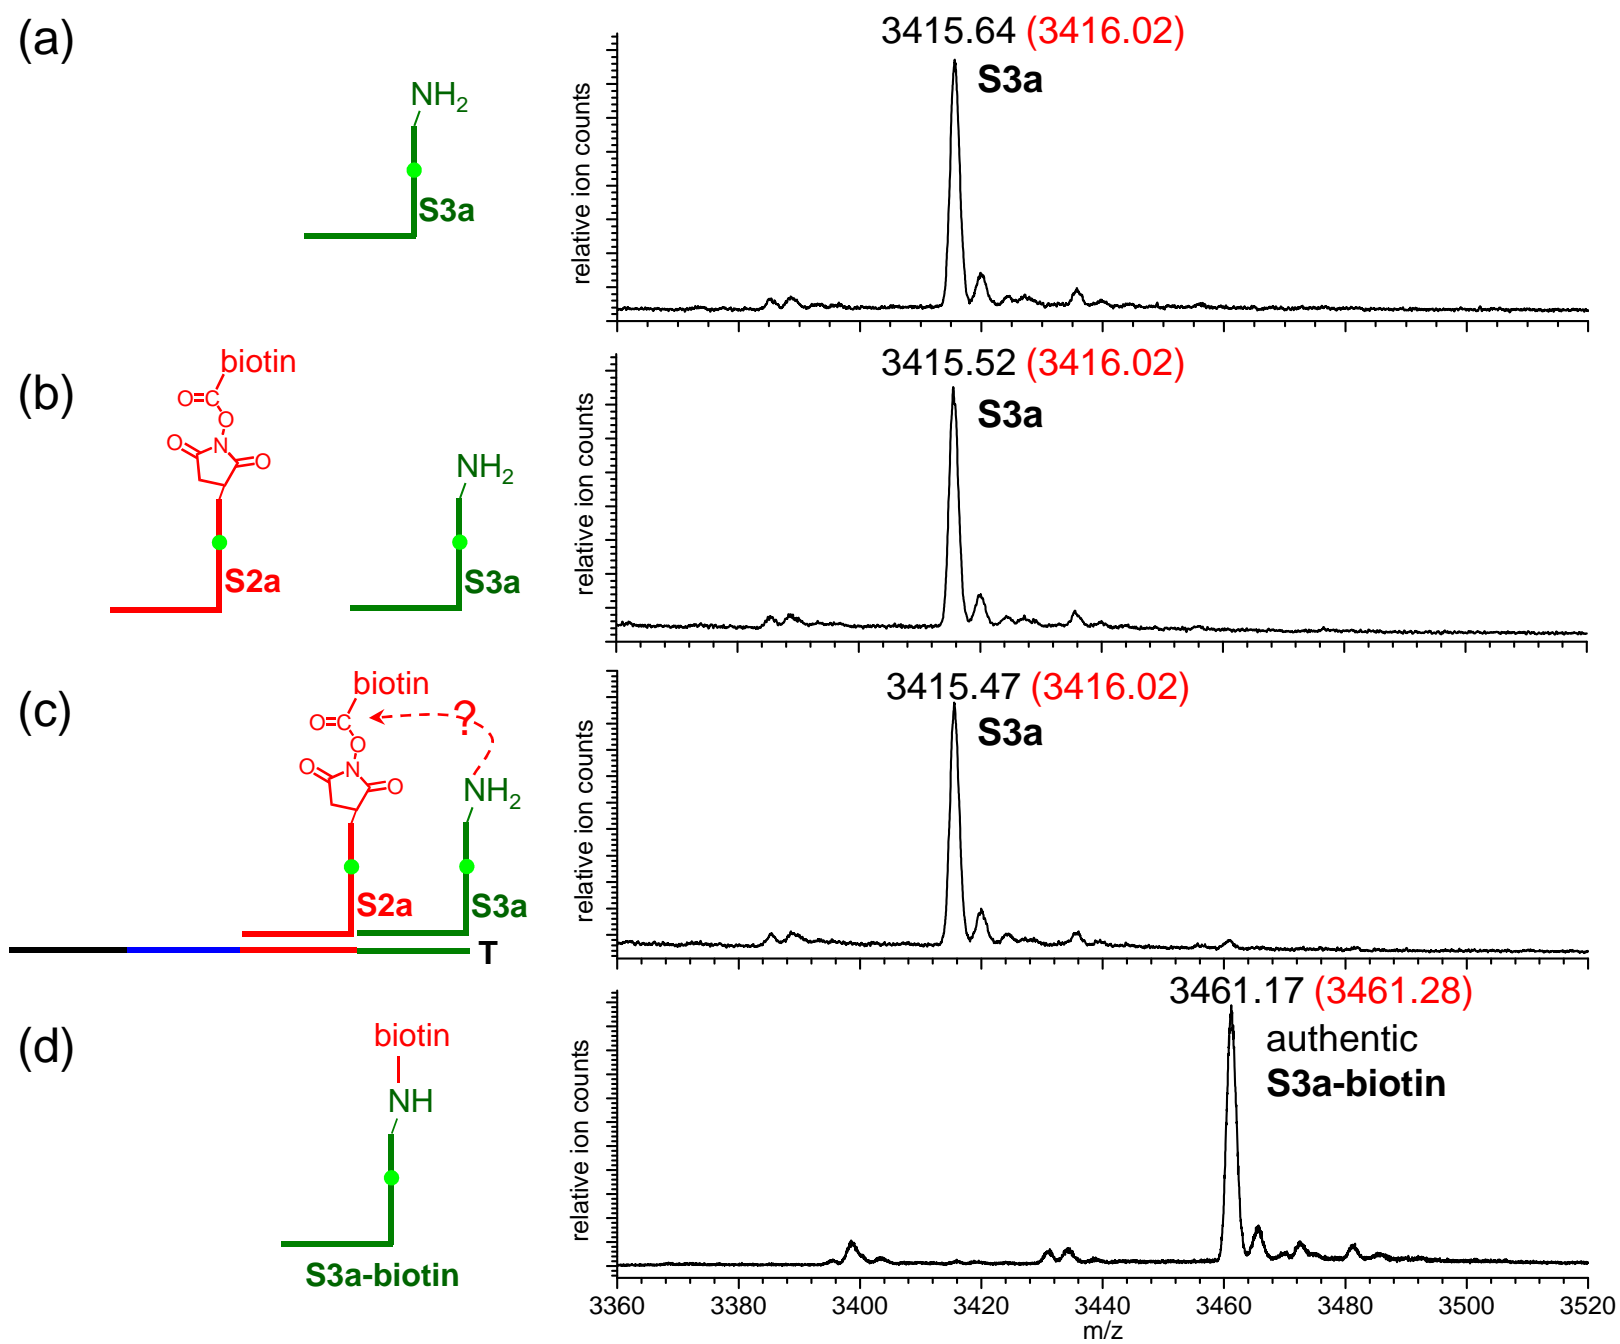 (a)
NH2
S3a
relative ion counts
3415.64 (3416.02)
S3a
(b)
biotin
O=C
O
N
O
O
S2a
NH2
S3a
relative ion counts
3415.52 (3416.02)
S3a
(c)
biotin
O=C
?
O
N
O
O
NH2
S2a
S3a
T
relative ion counts
3415.47 (3416.02)
S3a
(d)
biotin
NH
S3a-biotin
relative ion counts
3461.17 (3461.28)
authentic
S3a-biotin
3360 3380 3400 3420 3440 3460 3480 3500 3520
m/z